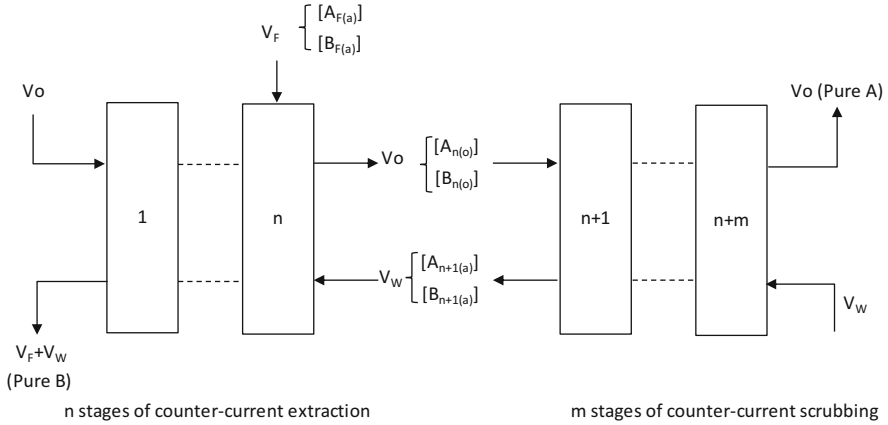 V_F
[A_F(a)]
[B_F(a)]
Vo
Vo (Pure A)
Vo
[A_n(o)]
[B_n(o)]
1
n
n+1
n+m
V_W
[A_n+1(a)]
[B_n+1(a)]
V_W
V_F+V_W
(Pure B)
n stages of counter-current extraction
m stages of counter-current scrubbing